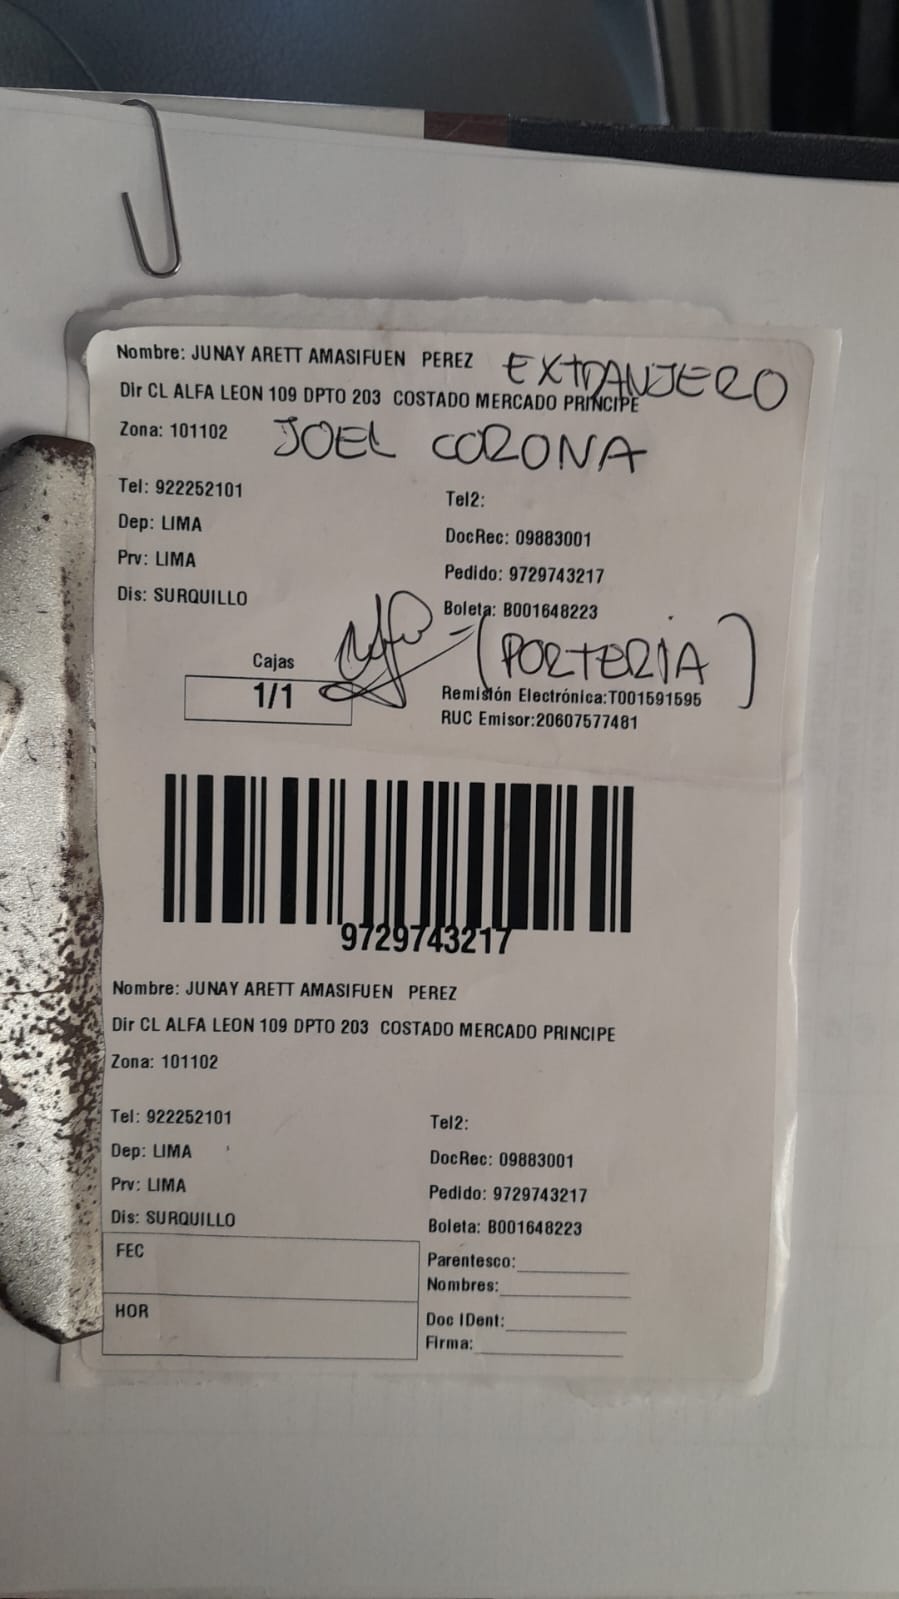 Nombre: JUNAY ARETT AMASIFUEN PEREZ EXTRANJERO
Dir CL ALFA LEON 109 DPTO 203 COSTADO MERCADO PRINCIPE
Zona: 101102 JOEL CORONA
Tel: 922252101 Tel2:
Dep: LIMA DocRec: 09883001
Prv: LIMA Pedido: 9729743217
Dis: SURQUILLO Boleta: B001648223
(PORTERIA)
Cajas
1/1 Remisión Electrónica:T001591595
RUC Emisor:20607577481
9729743217
Nombre: JUNAY ARETT AMASIFUEN PEREZ
Dir CL ALFA LEON 109 DPTO 203 COSTADO MERCADO PRINCIPE
Zona: 101102
Tel: 922252101 Tel2:
Dep: LIMA DocRec: 09883001
Prv: LIMA Pedido: 9729743217
Dis: SURQUILLO Boleta: B001648223
FEC Parentesco:
Nombres:
HOR Doc IDent:
Firma: